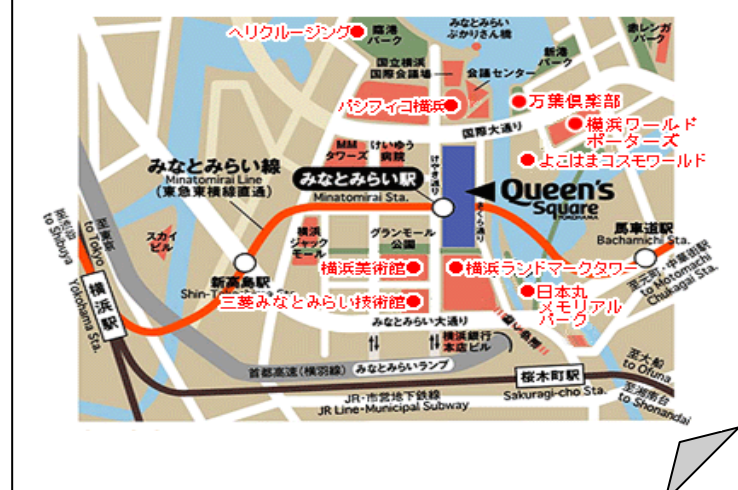 ヘリクルージング
臨港
パーク
みなとみらい
ぷかりさん橋
新港
パーク
赤レンガ
パーク
国立横浜
国際会議場
会議センター
パシフィコ横浜
万葉倶楽部
横浜ワールド
ポーターズ
国際大通り
よこはまコスモワールド
MM
タワーズ
けいゆう
病院
けやき通り
みなとみらい線
Minatomirai Line
(東急東横線直通)
みなとみらい駅
Minatomirai Sta.
Queen's
Square
YOKOHAMA
さくら通り
馬車道駅
Bachamichi Sta.
至元町・中華街駅
to Motomachi
Chukagai Sta.
至渋谷
to Shibuya
至東京
to Tokyo
スカイ
ビル
横浜
ジャック
モール
グランモール
公園
新高島駅
横浜美術館
横浜ランドマークタワー
三菱みなとみらい技術館
日本丸
メモリアル
パーク
横浜駅
Yokohama Sta.
みなとみらい大通り
横浜銀行
本店ビル
首都高速(横羽線)
みなとみらいランプ
桜木町駅
Sakuragi-cho Sta.
至大船
to Ofuna
至湘南台
to Shonandai
JR・市営地下鉄線
JR Line-Municipal Subway